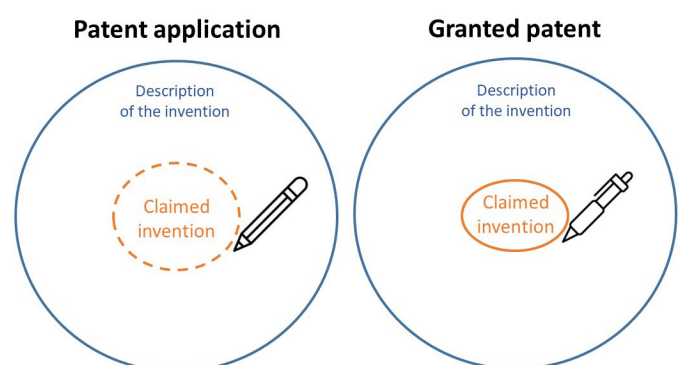 Patent application
Granted patent
Description
of the invention
Description
of the invention
Claimed
invention
Claimed
invention